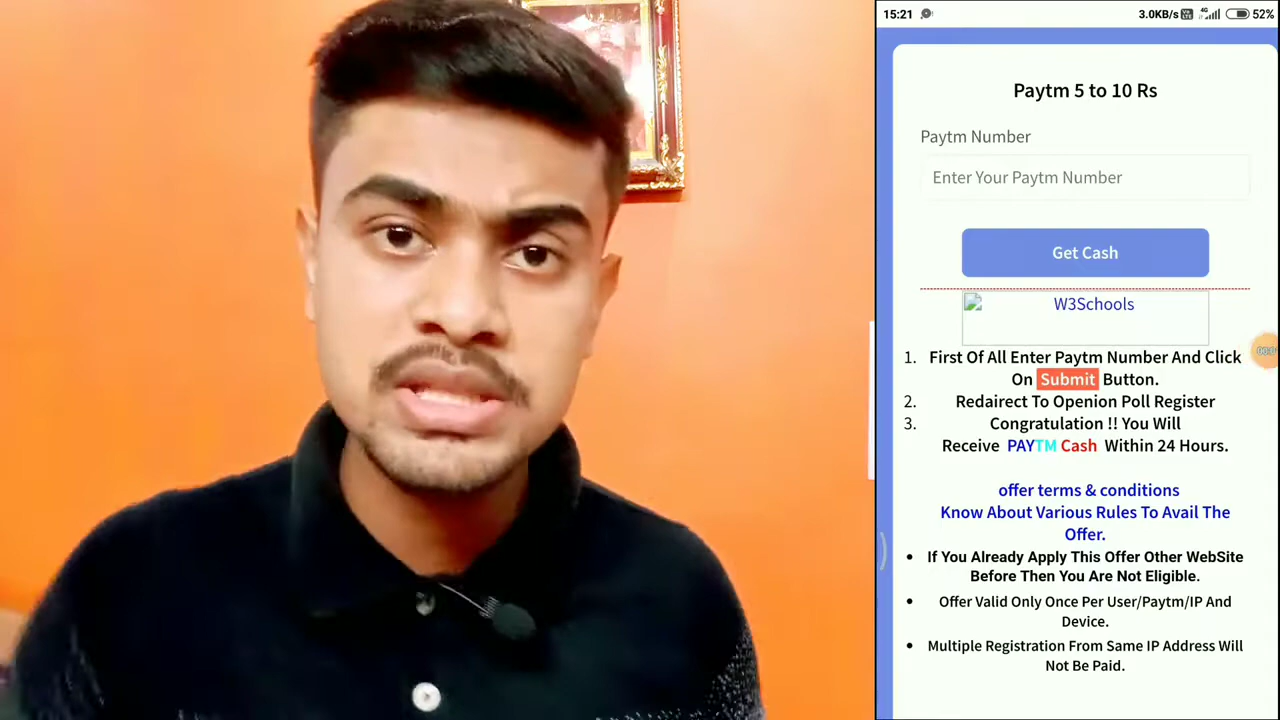 15:21
3.0KB/s 4G 52%
Paytm 5 to 10 Rs
Paytm Number
Enter Your Paytm Number
Get Cash
W3Schools
1. First Of All Enter Paytm Number And Click
On Submit Button.
2. Redairect To Openion Poll Register
3. Congratulation !! You Will
Receive PAYTM Cash Within 24 Hours.
offer terms & conditions
Know About Various Rules To Avail The
Offer.
• If You Already Apply This Offer Other WebSite
Before Then You Are Not Eligible.
• Offer Valid Only Once Per User/Paytm/IP And
Device.
• Multiple Registration From Same IP Address Will
Not Be Paid.